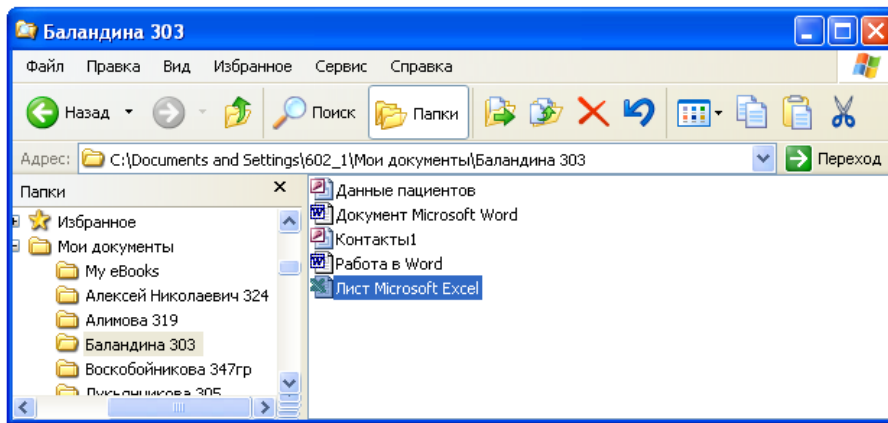 Баландина 303
Файл Правка Вид Избранное Сервис Справка
Назад Поиск Папки
Адрес: C:\Documents and Settings\602_1\Мои документы\Баландина 303 Переход
Папки
Избранное
Мои документы
My eBooks
Алексей Николаевич 324
Алимова 319
Баландина 303
Воскобойникова 347гр
Лукьянчикова 305
Данные пациентов
Документ Microsoft Word
Контакты1
Работа в Word
Лист Microsoft Excel